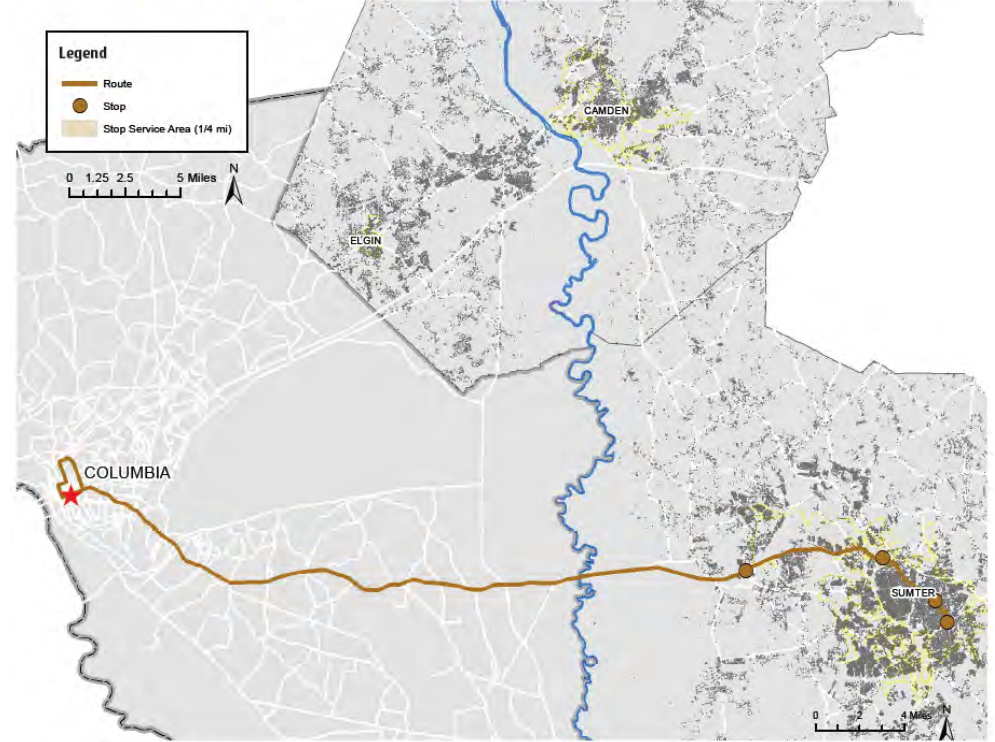 Legend
Route
Stop
Stop Service Area (1/4 mi)
0 1.25 2.5 5 Miles
N
CAMDEN
ELGIN
COLUMBIA
SUMTER
0 2 4 Miles
N